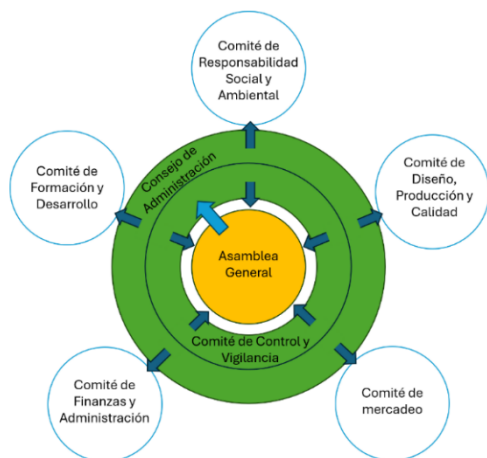 Comité de
Responsabilidad
Social y
Ambiental
Comité de
Formación y
Desarrollo
Consejo de
Administración
Comité de
Diseño,
Producción y
Calidad
Asamblea
General
Comité de Control y
Vigilancia
Comité de
Finanzas y
Administración
Comité de
mercadeo